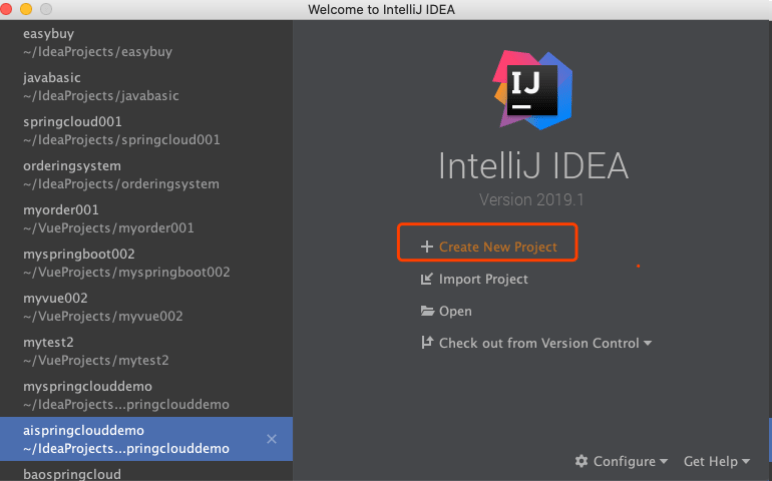 Welcome to IntelliJ IDEA
easybuy
~/IdeaProjects/easybuy
javabasic
~/IdeaProjects/javabasic
springcloud001
~/IdeaProjects/springcloud001
orderingsystem
~/IdeaProjects/orderingsystem
myorder001
~/VueProjects/myorder001
myspringboot002
~/VueProjects/myspringboot002
myvue002
~/VueProjects/myvue002
mytest2
~/VueProjects/mytest2
myspringclouddemo
~/IdeaProjects...pringclouddemo
aispringclouddemo
~/IdeaProjects...pringclouddemo
baospringcloud
IJ
IntelliJ IDEA
Version 2019.1
Create New Project
Import Project
Open
Check out from Version Control
Configure
Get Help